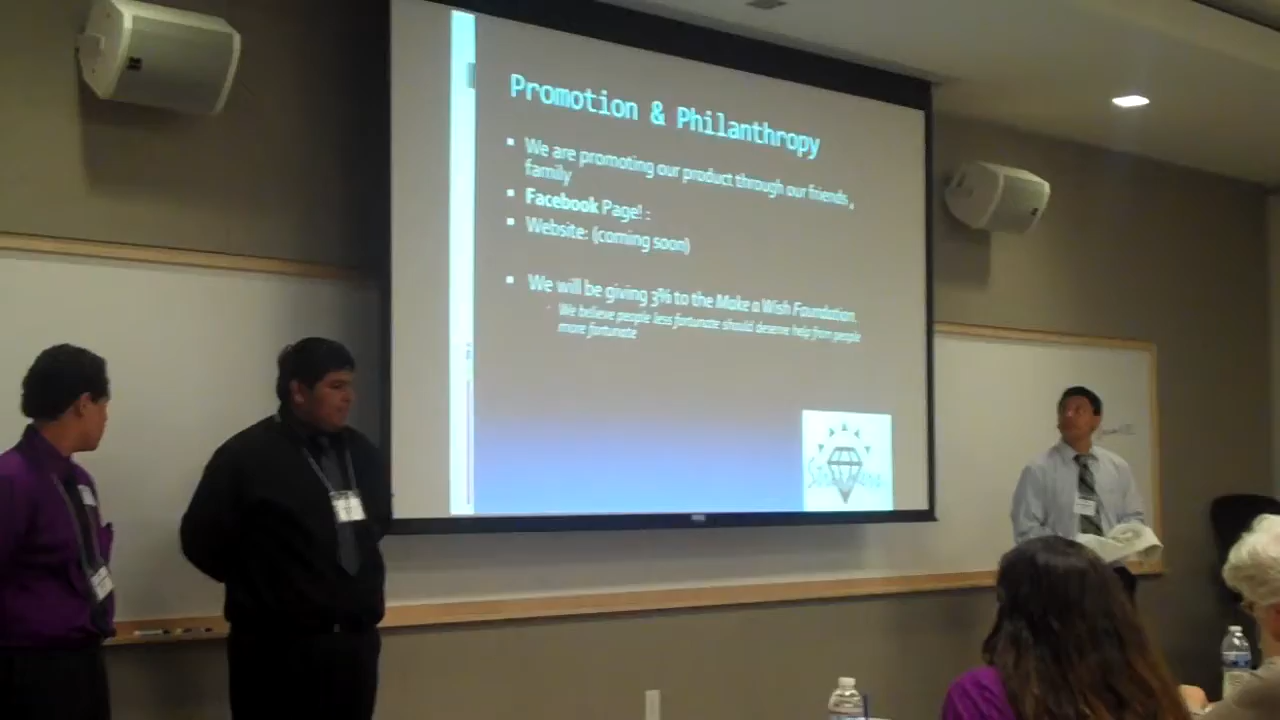 Promotion & Philanthropy
▪ We are promoting our product through our friends,
family
▪ Facebook Page! :
▪ Website: (coming soon)
▪ We will be giving 3% to the Make a Wish Foundation.
We believe people less fortunate should deserve help from people
more fortunate